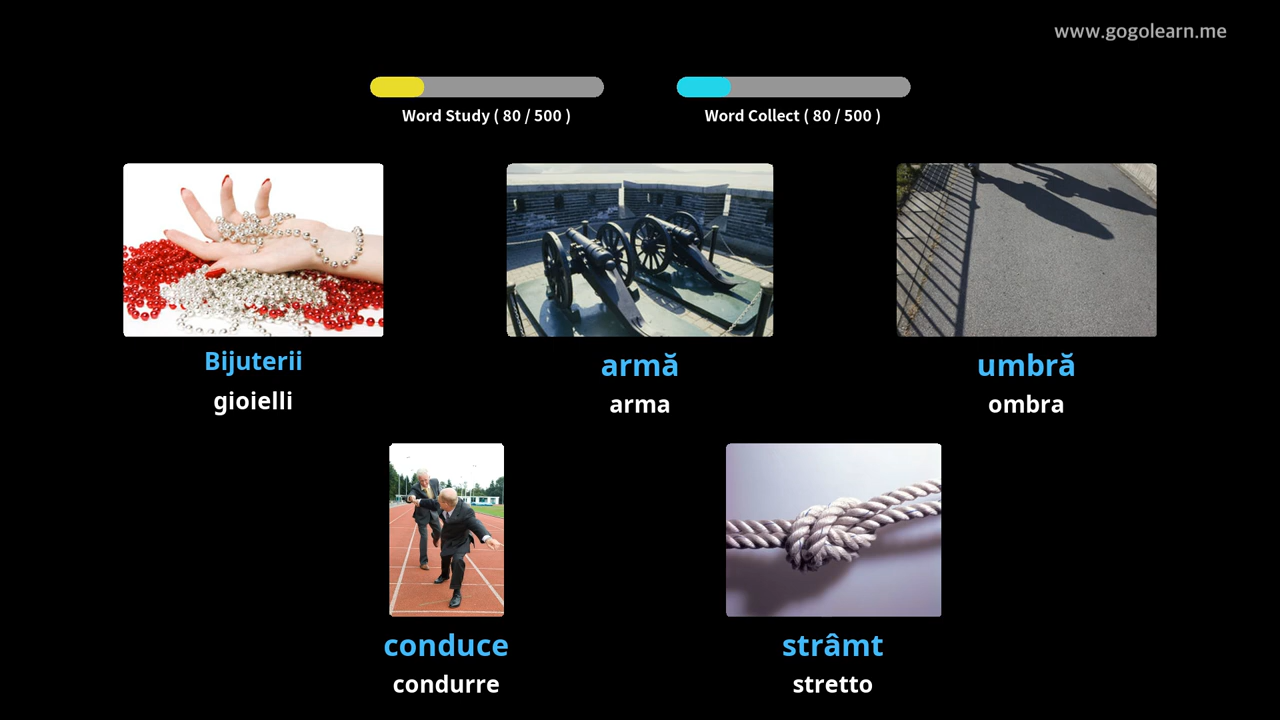 www.gogolearn.me
Word Study ( 80 / 500 )
Word Collect ( 80 / 500 )
Bijuterii
gioielli
armă
arma
umbră
ombra
conduce
condurre
strâmt
stretto